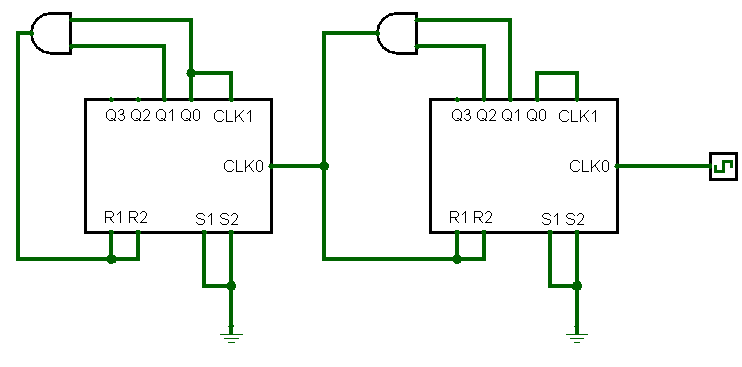 Q3 Q2 Q1 Q0 CLK1
Q3 Q2 Q1 Q0 CLK1
CLK0
CLK0
R1 R2 S1 S2
R1 R2 S1 S2